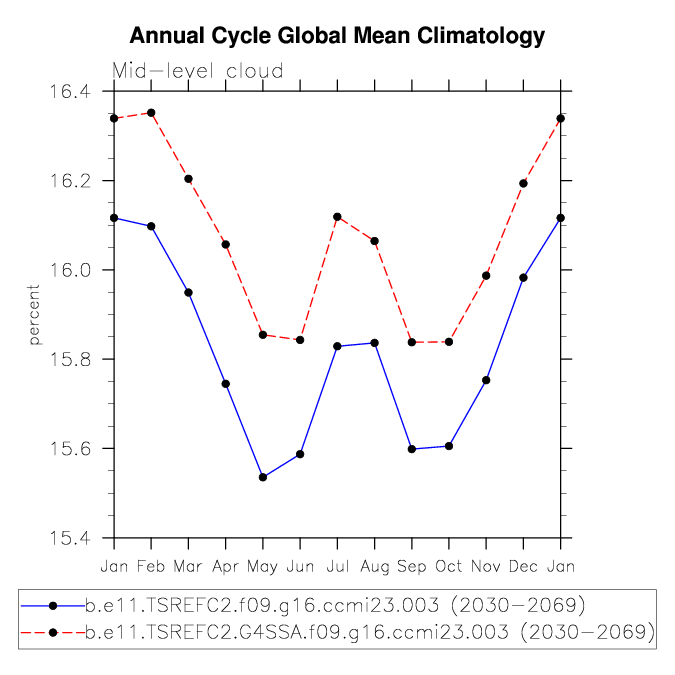 Annual Cycle Global Mean Climatology
Mid-level cloud
16.4
16.2
16.0
15.8
15.6
15.4
percent
Jan Feb Mar Apr May Jun Jul Aug Sep Oct Nov Dec Jan
b.e11.TSREFC2.f09.g16.ccmi23.003 (2030-2069)
b.e11.TSREFC2.G4SSA.f09.g16.ccmi23.003 (2030-2069)